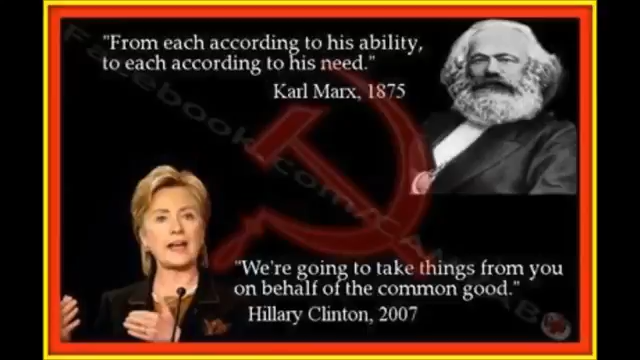 "From each according to his ability,
to each according to his need."
Karl Marx, 1875
"We're going to take things from you
on behalf of the common good."
Hillary Clinton, 2007